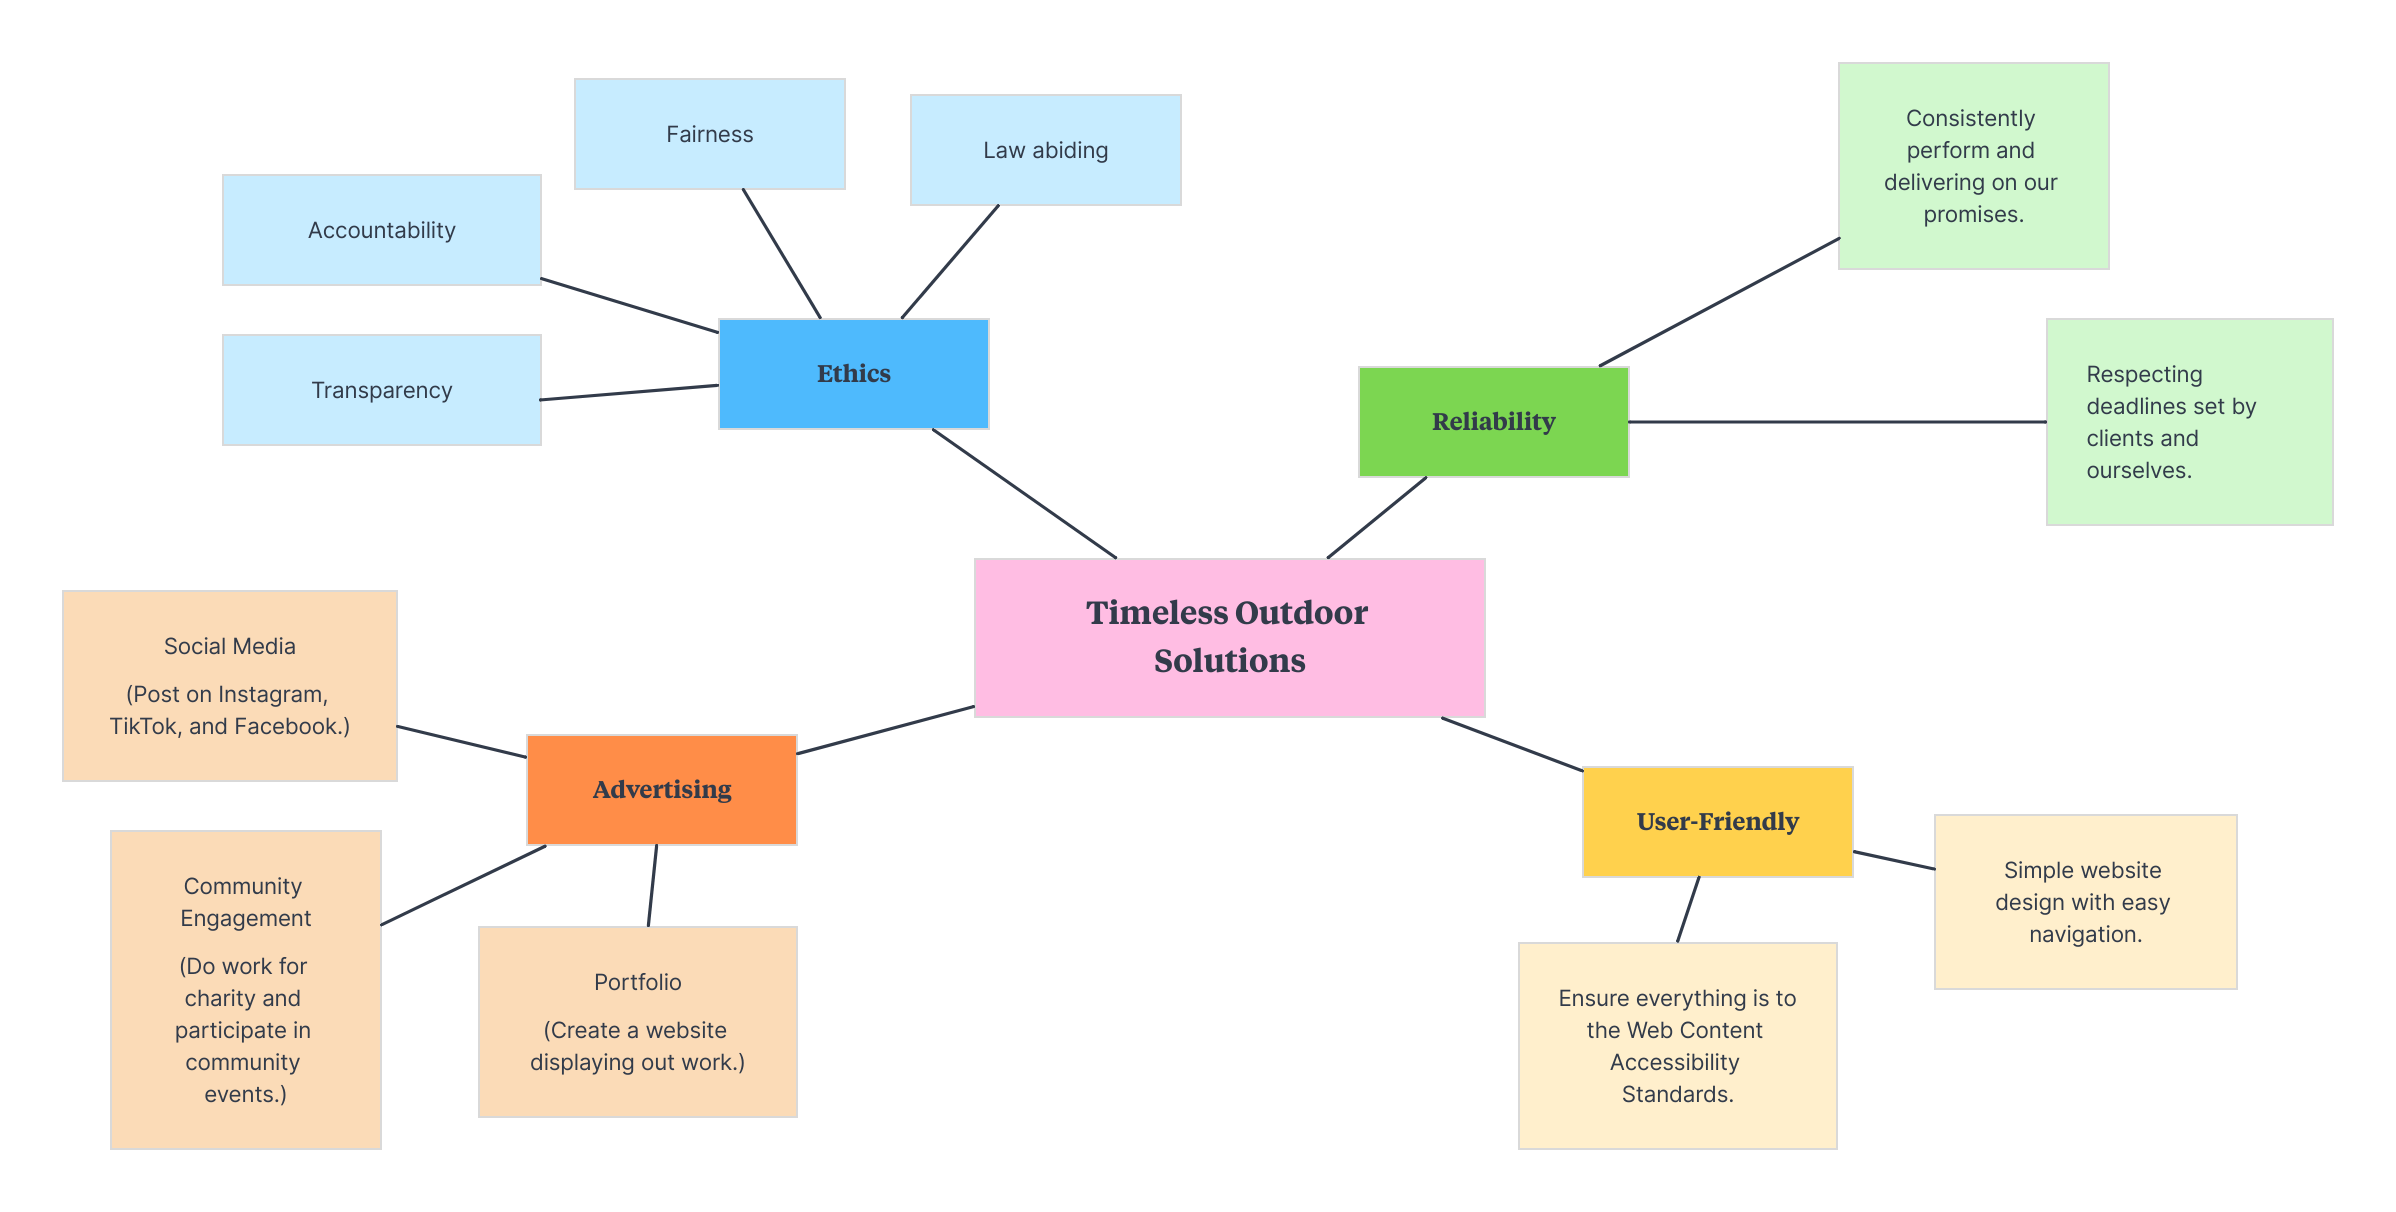 Fairness
Law abiding
Accountability
Transparency
Ethics
Consistently
perform and
delivering on our
promises.
Respecting
deadlines set by
clients and
ourselves.
Reliability
Timeless Outdoor
Solutions
Social Media
(Post on Instagram,
TikTok, and Facebook.)
Advertising
Community
Engagement
(Do work for
charity and
participate in
community
events.)
Portfolio
(Create a website
displaying out work.)
User-Friendly
Simple website
design with easy
navigation.
Ensure everything is to
the Web Content
Accessibility
Standards.